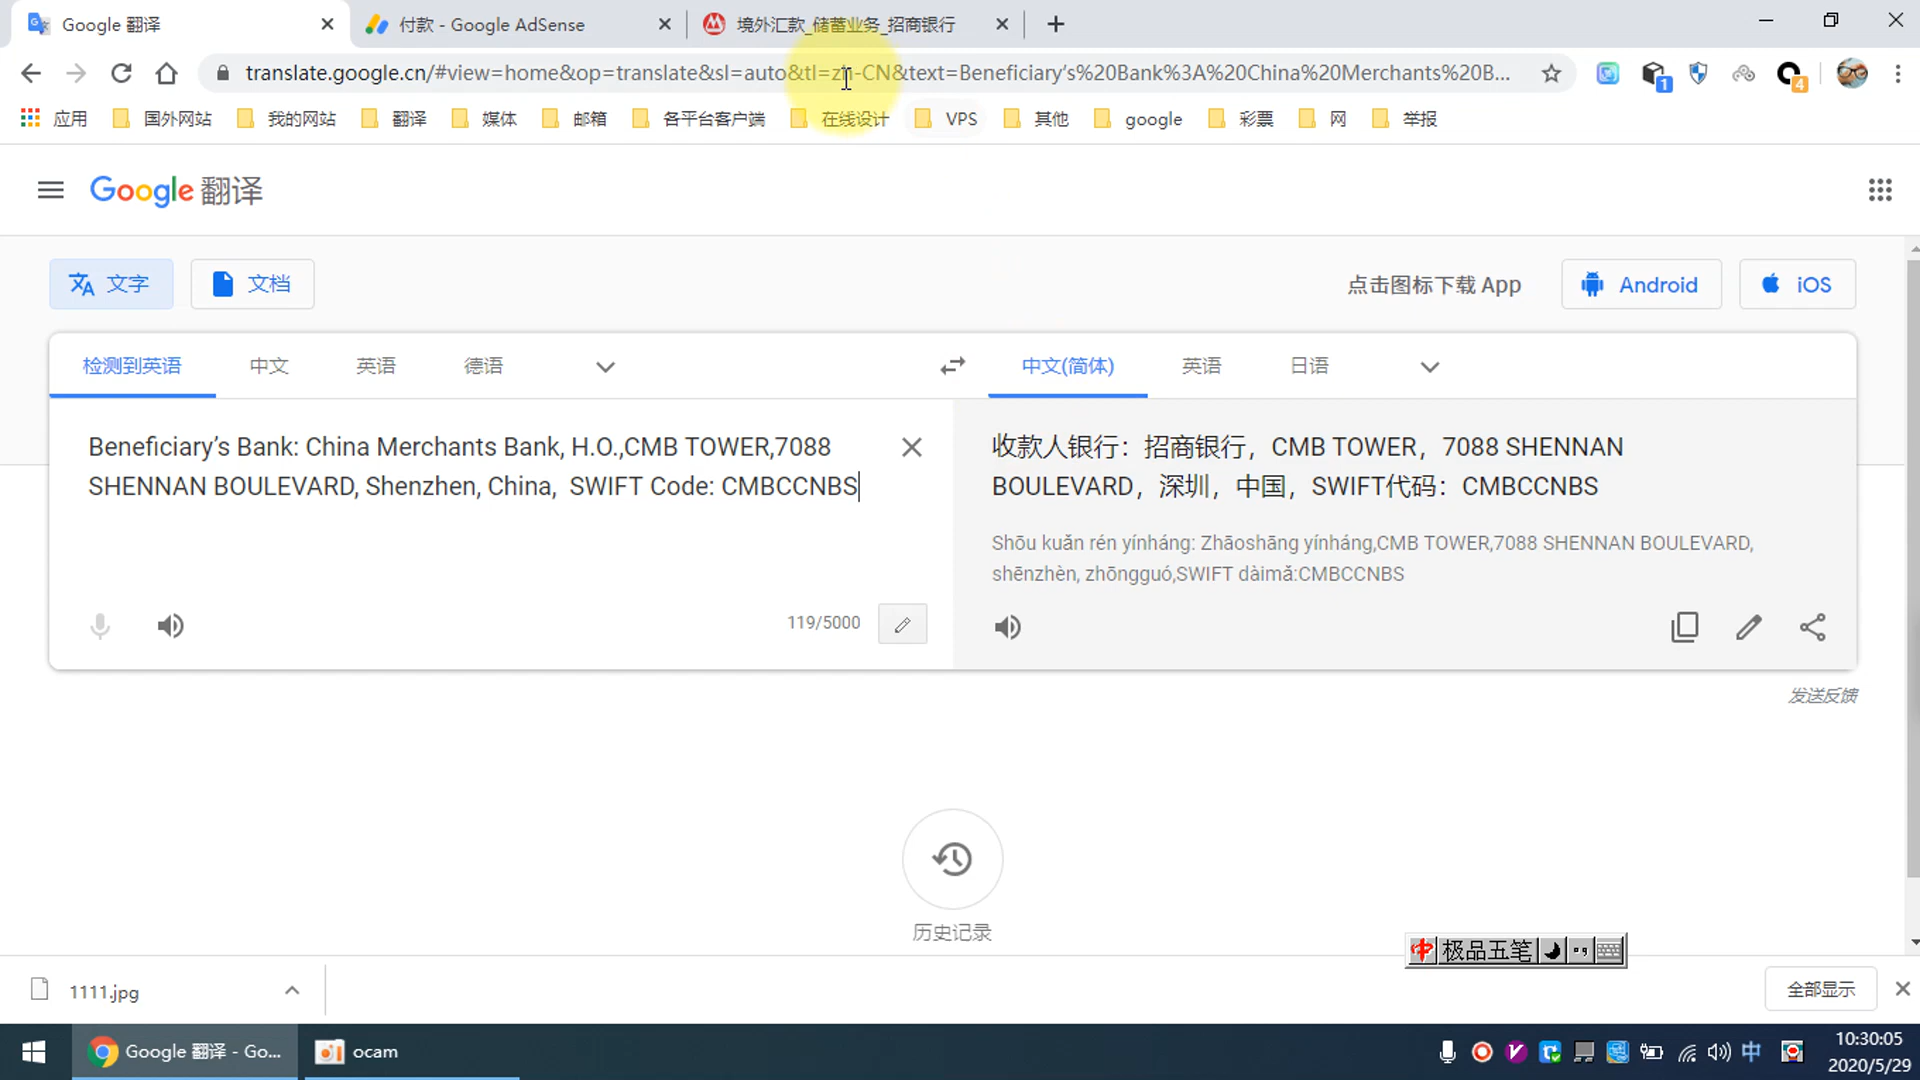 Google 翻译
付款 - Google AdSense
境外汇款_储蓄业务_招商银行
translate.google.cn/#view=home&op=translate&sl=auto&tl=zh-CN&text=Beneficiary's%20Bank%3A%20China%20Merchants%20B...
1
4
应用
国外网站
我的网站
翻译
媒体
邮箱
各平台客户端
在线设计
VPS
其他
google
彩票
网
举报
Google 翻译
文字
文档
点击图标下载 App
Android
iOS
检测到英语
中文
英语
德语
中文(简体)
英语
日语
Beneficiary’s Bank: China Merchants Bank, H.O.,CMB TOWER,7088
SHENNAN BOULEVARD, Shenzhen, China,  SWIFT Code: CMBCCNBS
收款人银行：招商银行，CMB TOWER，7088 SHENNAN
BOULEVARD，深圳，中国，SWIFT代码：CMBCCNBS
Shōu kuǎn rén yínháng: Zhāoshāng yínháng,CMB TOWER,7088 SHENNAN BOULEVARD,
shēnzhèn, zhōngguó,SWIFT dàimǎ:CMBCCNBS
119/5000
发送反馈
历史记录
中 极品五笔
1111.jpg
全部显示
Google 翻译 - Go...
ocam
中
10:30:05
2020/5/29